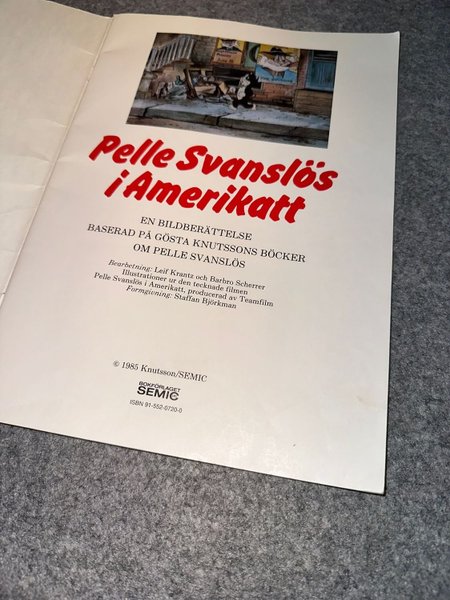 Pelle Svanslös
i Amerikatt
EN BILDBERÄTTELSE
BASERAD PÅ GÖSTA KNUTSSONS BÖCKER
OM PELLE SVANSLÖS
Bearbetning: Leif Krantz och Barbro Scherrer
Illustrationer ur den tecknade filmen
Pelle Svanslös i Amerikatt, producerad av Teamfilm
Formgivning: Staffan Björkman
© 1985 Knutsson/SEMIC
BOKFÖRLAGET
SEMIC
ISBN 91-552-0720-0